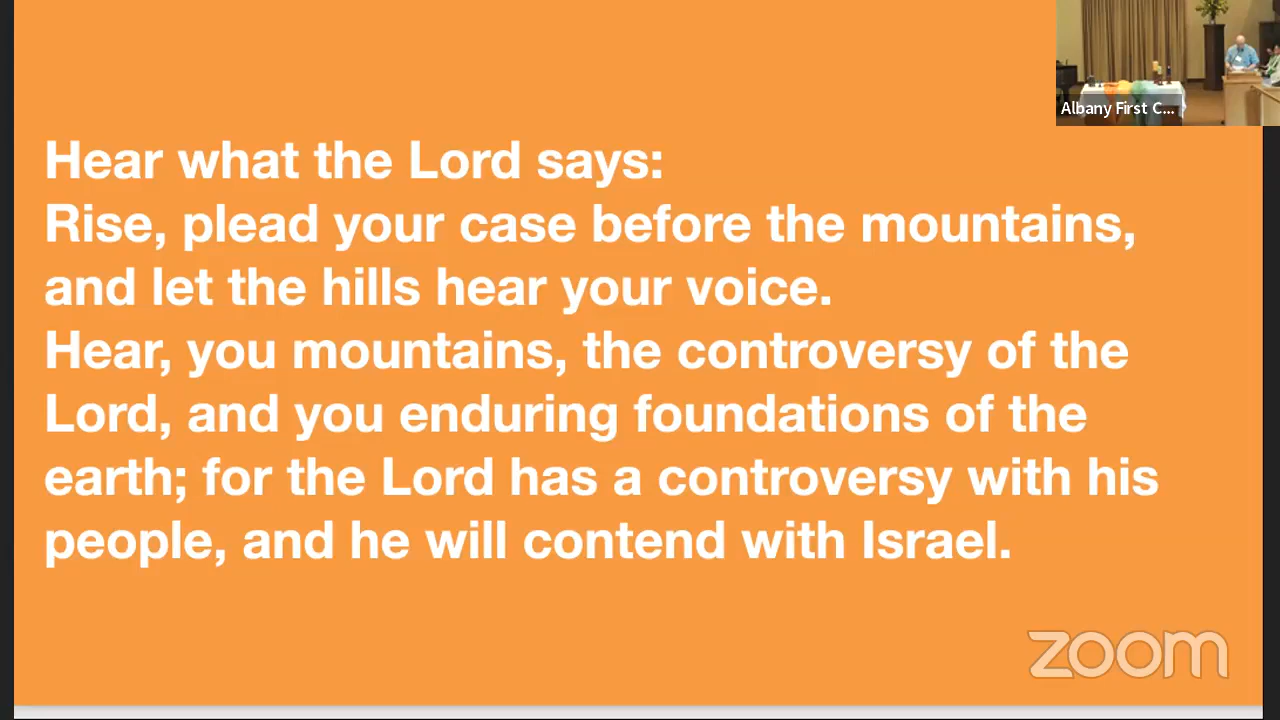 Albany First C...
Hear what the Lord says:
Rise, plead your case before the mountains,
and let the hills hear your voice.
Hear, you mountains, the controversy of the
Lord, and you enduring foundations of the
earth; for the Lord has a controversy with his
people, and he will contend with Israel.
zoom